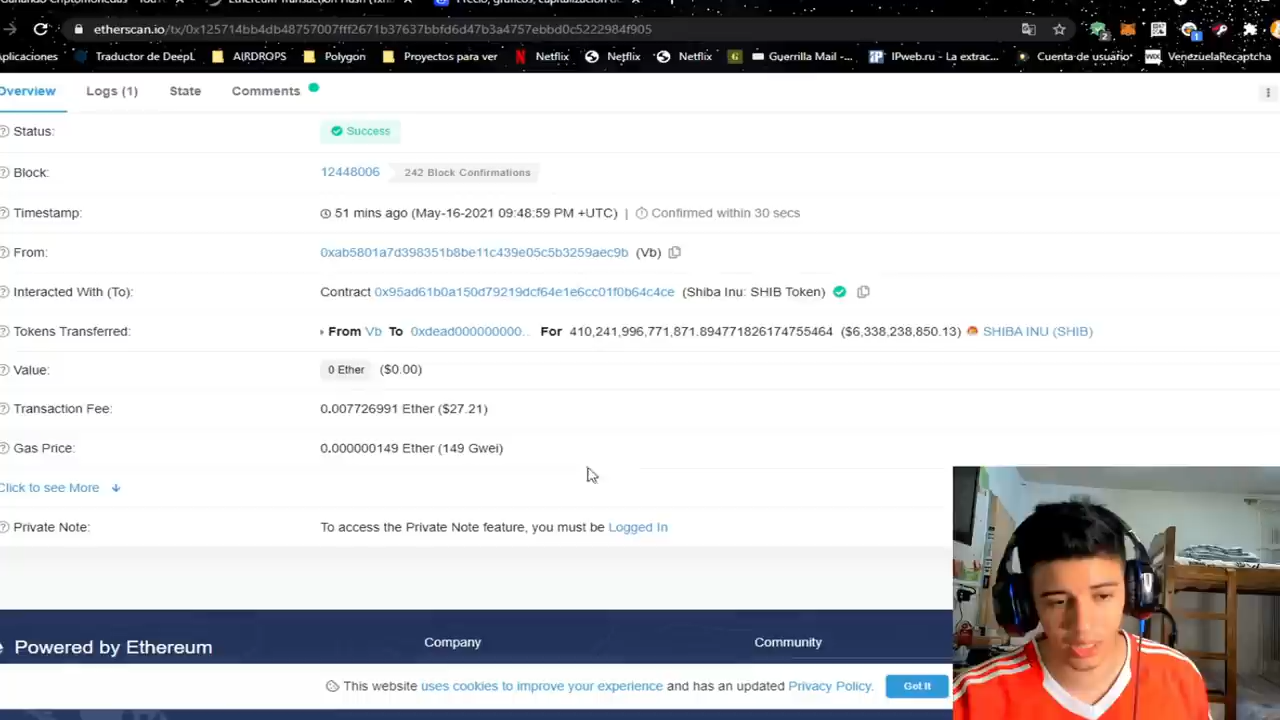 etherscan.io/tx/0x125714bb4db48757007fff2671b37637bbfd6d47b3a4757ebbd0c5222984f905
plicaciones Traductor de DeepL AIRDROPS Polygon Proyectos para ver Netflix Netflix Netflix Guerrilla Mail -... IPweb.ru - La extrac... Cuenta de usuario VenezuelaRecaptcha
Overview Logs (1) State Comments
Status: Success
Block: 12448006 242 Block Confirmations
Timestamp: 51 mins ago (May-16-2021 09:48:59 PM +UTC) | Confirmed within 30 secs
From: 0xab5801a7d398351b8be11c439e05c5b3259aec9b (Vb)
Interacted With (To): Contract 0x95ad61b0a150d79219dcf64e1e6cc01f0b64c4ce (Shiba Inu: SHIB Token)
Tokens Transferred: From Vb To 0xdead000000000... For 410,241,996,771,871.894771826174755464 ($6,338,238,850.13) SHIBA INU (SHIB)
Value: 0 Ether ($0.00)
Transaction Fee: 0.007726991 Ether ($27.21)
Gas Price: 0.000000149 Ether (149 Gwei)
Click to see More
Private Note: To access the Private Note feature, you must be Logged In
Powered by Ethereum Company Community
This website uses cookies to improve your experience and has an updated Privacy Policy. Got It